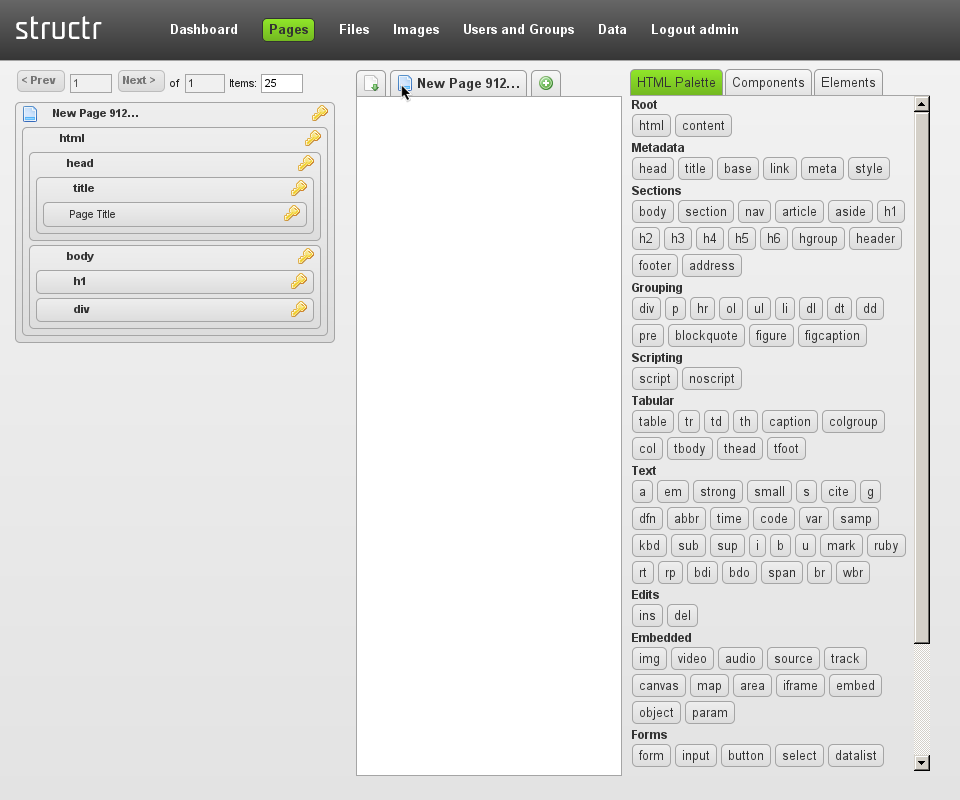 structr Dashboard Pages Files Images Users and Groups Data Logout admin
< Prev 1 Next > of 1 Items: 25
New Page 912...
html
head
title
Page Title
body
h1
div
New Page 912...
HTML Palette Components Elements
Root
html content
Metadata
head title base link meta style
Sections
body section nav article aside h1
h2 h3 h4 h5 h6 hgroup header
footer address
Grouping
div p hr ol ul li dl dt dd
pre blockquote figure figcaption
Scripting
script noscript
Tabular
table tr td th caption colgroup
col tbody thead tfoot
Text
a em strong small s cite g
dfn abbr time code var samp
kbd sub sup i b u mark ruby
rt rp bdi bdo span br wbr
Edits
ins del
Embedded
img video audio source track
canvas map area iframe embed
object param
Forms
form input button select datalist